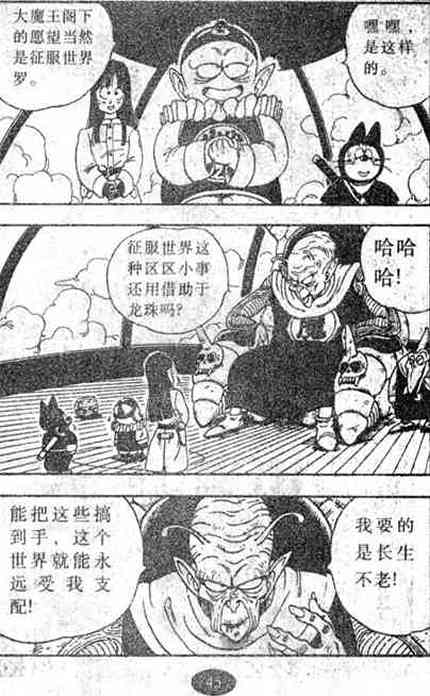 嘿嘿，
是这样
的。
大魔王阁下
的愿望当然
是征服世界
罗。
哈哈
哈!
征服世界这
种区区小事
还用借助于
龙珠吗?
我要的
是长生
不老!
能把这些搞
到手，这个
世界就能永
远受我支
配!
45